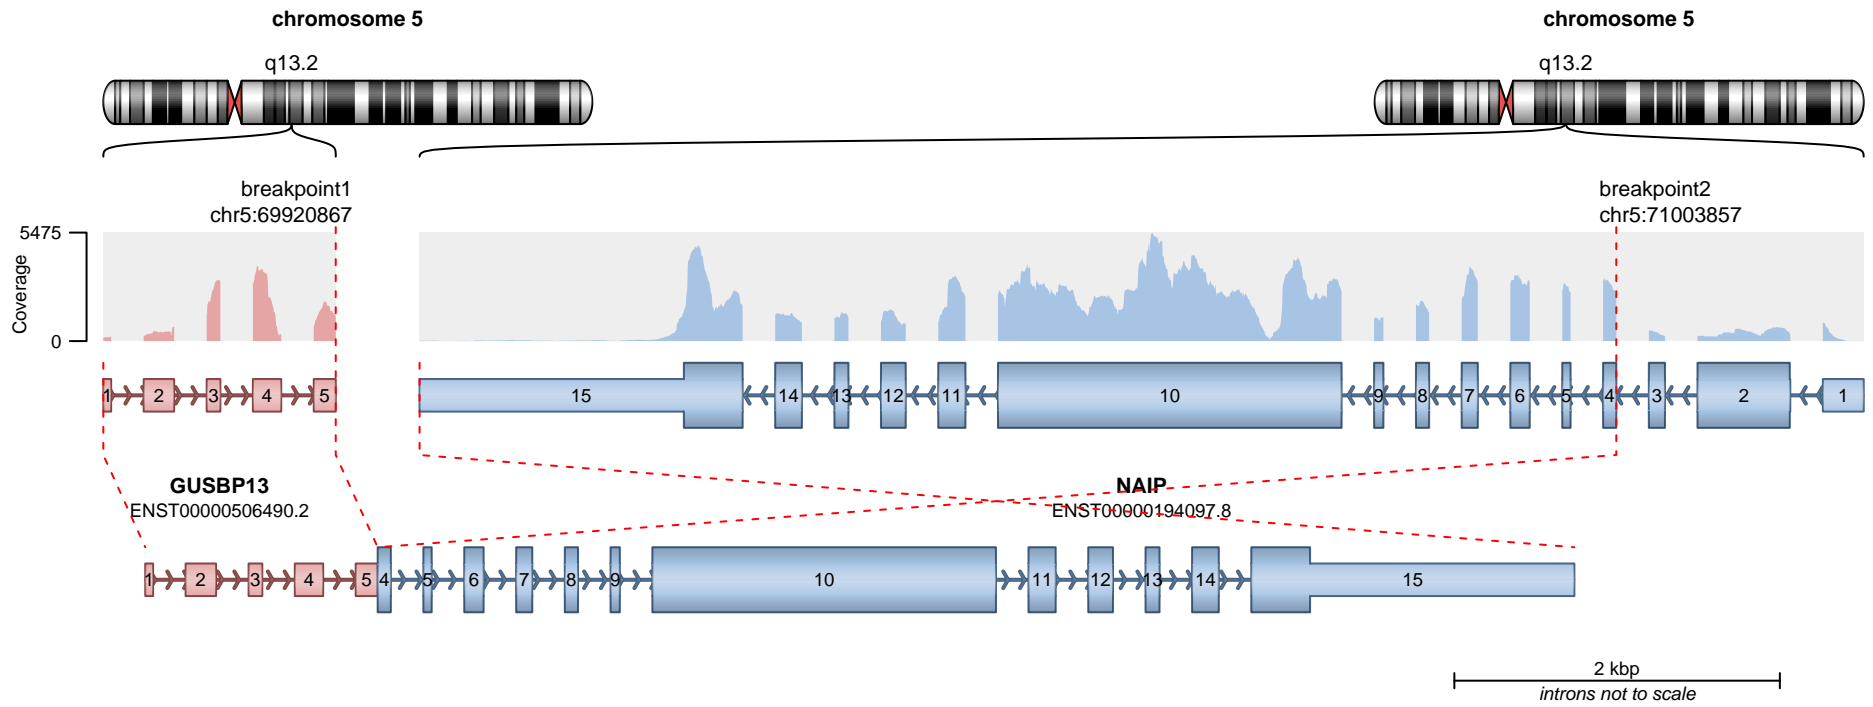 chromosome 5
chromosome 5
q13.2
q13.2
breakpoint1
chr5:69920867
breakpoint2
chr5:71003857
5475
Coverage
0
1 2 3 4 5
15 14 13 12 11 10 9 8 7 6 5 4 3 2 1
GUSBP13
ENST00000506490.2
NAIP
ENST00000194097.8
1 2 3 4 5 4 5 6 7 8 9 10 11 12 13 14 15
2 kbp
introns not to scale